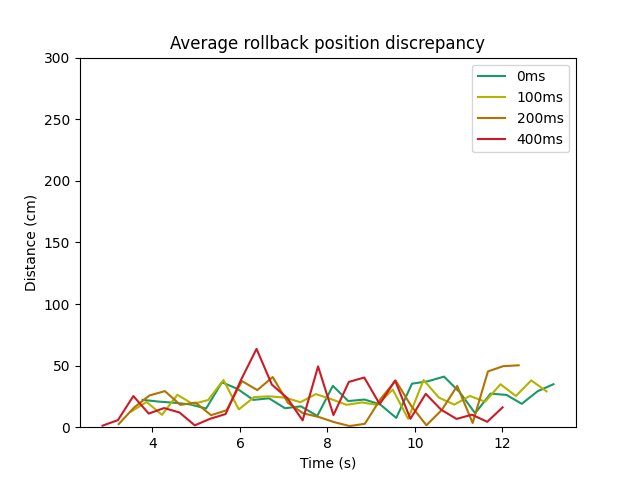 Average rollback position discrepancy
0ms
100ms
200ms
400ms
300
250
200
150
100
50
0
Distance (cm)
4
6
8
10
12
Time (s)